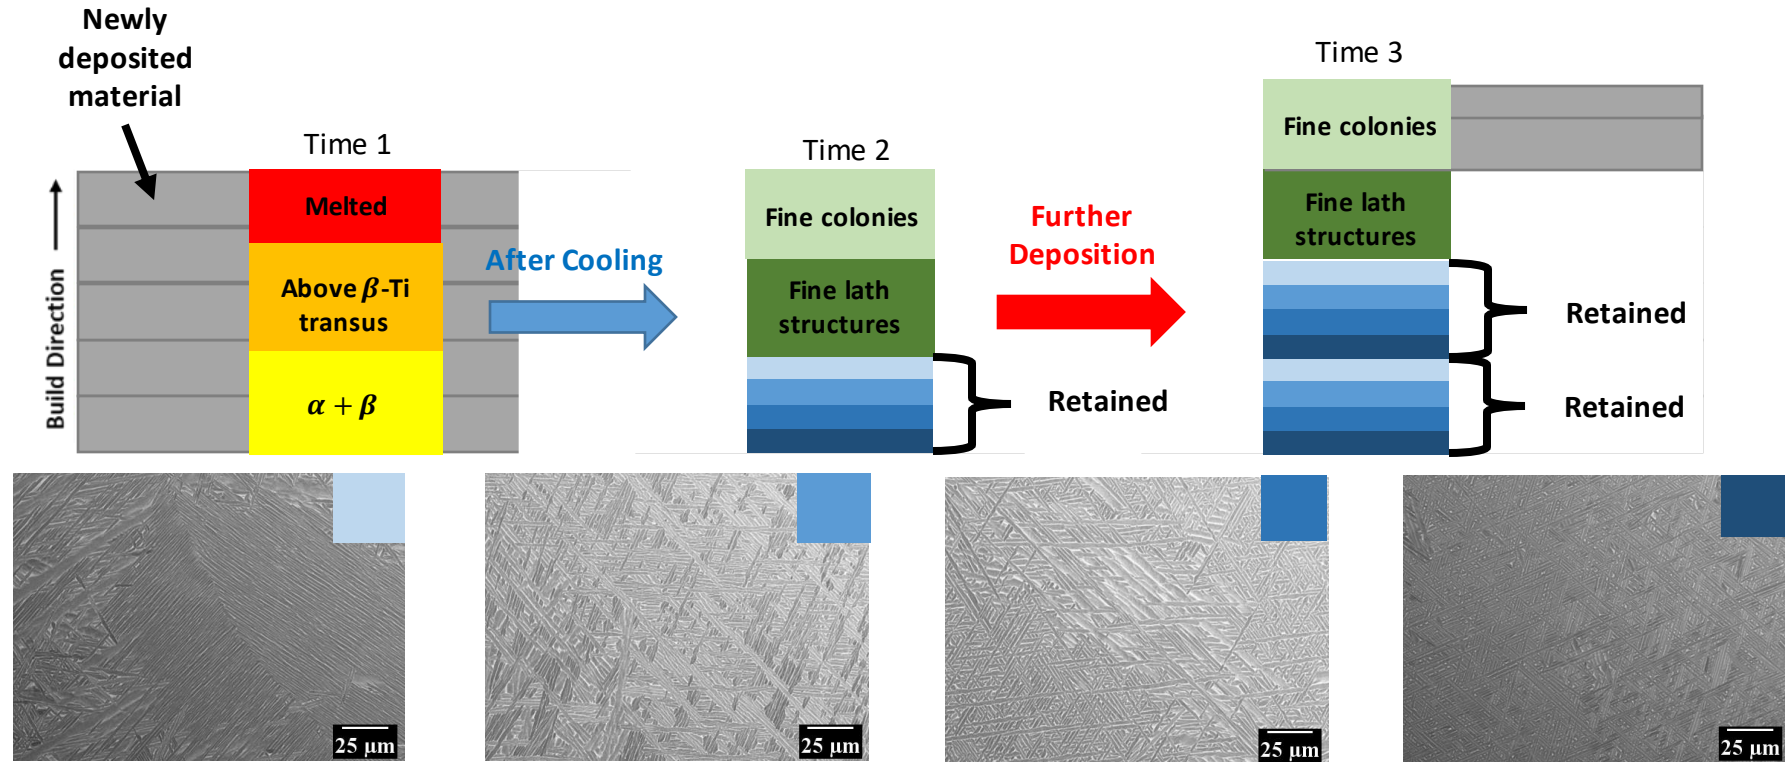 Newly
deposited
material
Time 1
Time 2
Time 3
Build Direction
Melted
Above β-Ti
transus
α + β
After Cooling
Fine colonies
Fine lath
structures
Retained
Further
Deposition
Fine colonies
Fine lath
structures
Retained
Retained
25 μm
25 μm
25 μm
25 μm